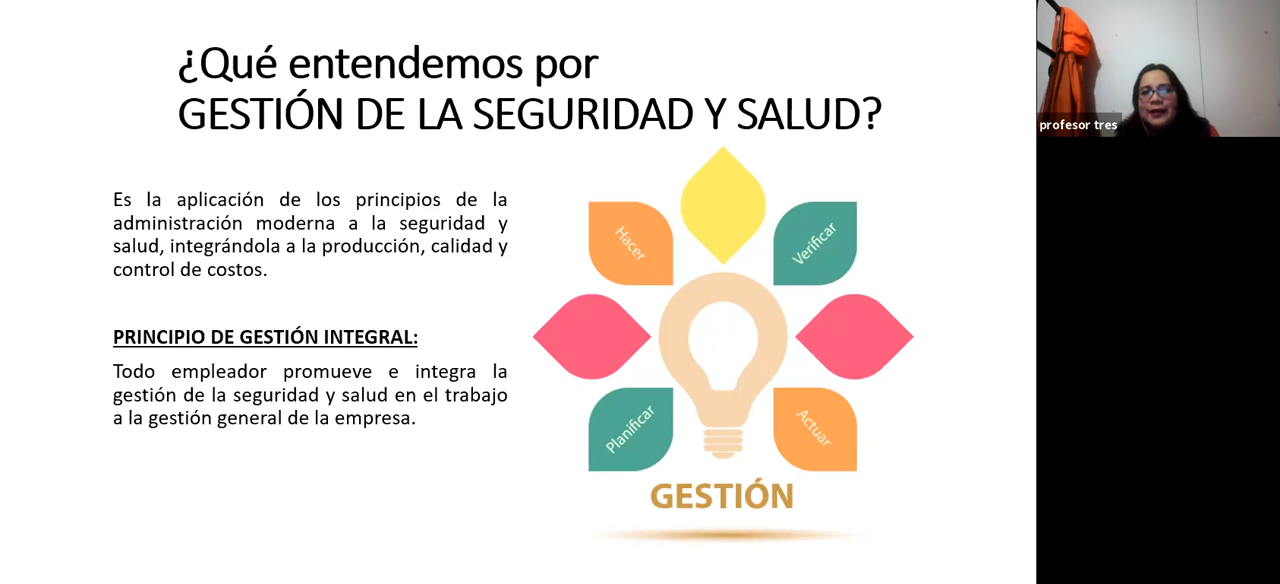 ¿Qué entendemos por
GESTIÓN DE LA SEGURIDAD Y SALUD?
Es la aplicación de los principios de la
administración moderna a la seguridad y
salud, integrándola a la producción, calidad y
control de costos.
PRINCIPIO DE GESTIÓN INTEGRAL:
Todo empleador promueve e integra la
gestión de la seguridad y salud en el trabajo
a la gestión general de la empresa.
Hacer
Verificar
Planificar
Actuar
GESTIÓN
profesor tres